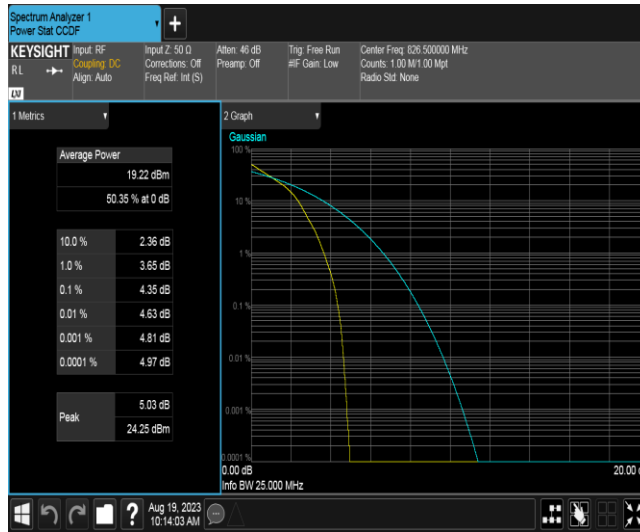 Spectrum Analyzer 1
Power Stat CCDF
+
KEYSIGHT
RL
LXI
Input: RF
Coupling: DC
Align: Auto
Input Z: 50 Ω
Corrections: Off
Freq Ref: Int (S)
Atten: 46 dB
Preamp: Off
Trig: Free Run
#IF Gain: Low
Center Freq: 826.500000 MHz
Counts: 1.00 M/1.00 Mpt
Radio Std: None
1 Metrics
Average Power
19.22 dBm
50.35 % at 0 dB
10.0 % 2.36 dB
1.0 % 3.65 dB
0.1 % 4.35 dB
0.01 % 4.63 dB
0.001 % 4.81 dB
0.0001 % 4.97 dB
Peak
5.03 dB
24.25 dBm
2 Graph
Gaussian
100 %
10 %
1 %
0.1 %
0.01 %
0.001 %
0.0001 %
0.00 dB
20.00
Info BW 25.000 MHz
?
Aug 19, 2023
10:14:03 AM